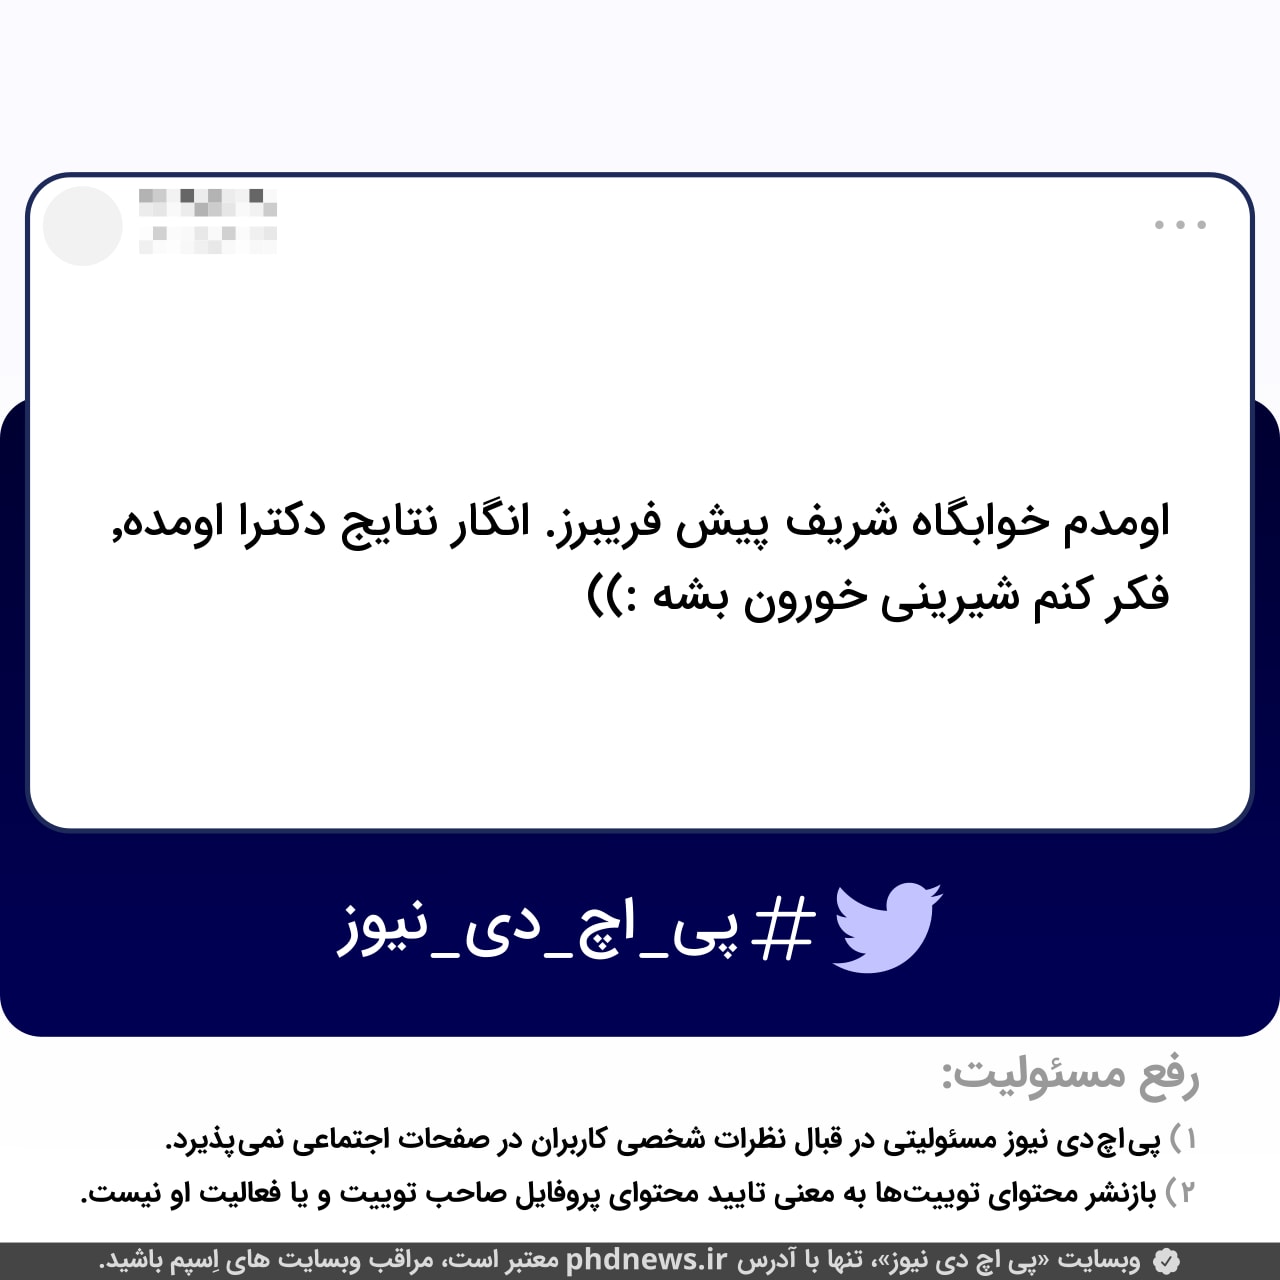 اومدم خوابگاه شریف پیش فریبرز. انگار نتایج دکترا اومده,
فکر کنم شیرینی خورون بشه :))
#پی_اچ_دی_نیوز
رفع مسئولیت:
۱) پی‌اچ‌دی نیوز مسئولیتی در قبال نظرات شخصی کاربران در صفحات اجتماعی نمی‌پذیرد.
۲) بازنشر محتوای توییت‌ها به معنی تایید محتوای پروفایل صاحب توییت و یا فعالیت او نیست.
وبسایت «پی اچ دی نیوز»، تنها با آدرس phdnews.ir معتبر است، مراقب وبسایت های اِسپم باشید.